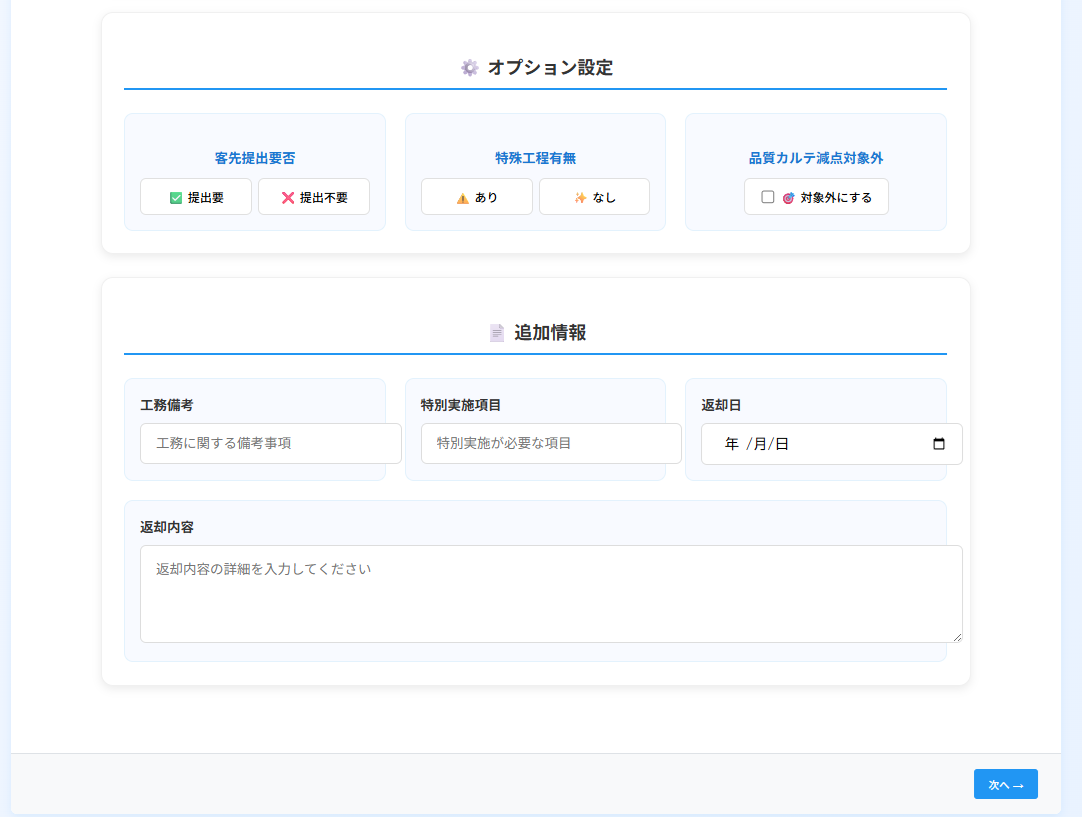 ⚙️ オプション設定
客先提出要否
特殊工程有無
品質カルテ減点対象外
✅ 提出要
❌ 提出不要
⚠️ あり
✨ なし
🎯 対象外にする
📄 追加情報
工務備考
特別実施項目
返却日
工務に関する備考事項
特別実施が必要な項目
年 /月/日
返却内容
返却内容の詳細を入力してください
次へ →